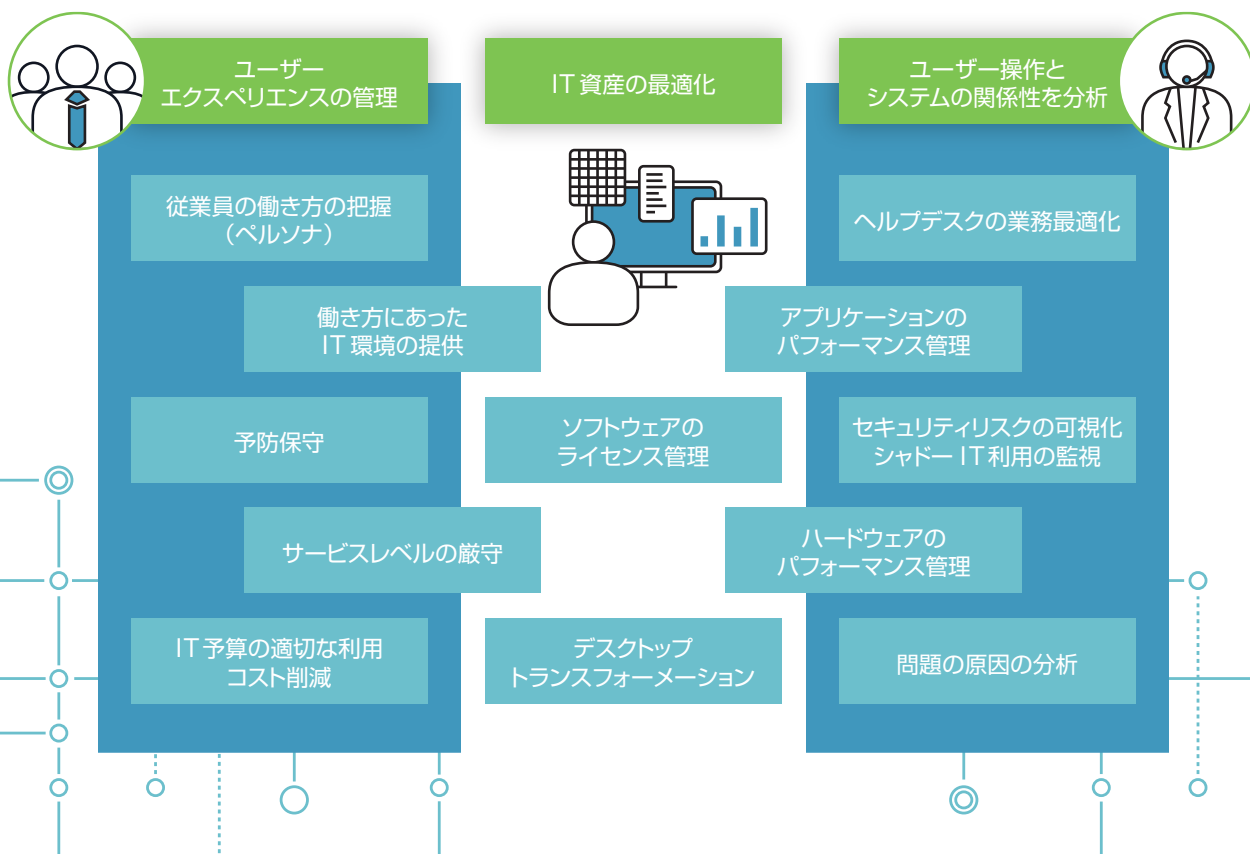 ユーザー
エクスペリエンスの管理
IT 資産の最適化
ユーザー操作と
システムの関係性を分析
従業員の働き方の把握
（ペルソナ）
ヘルプデスクの業務最適化
働き方にあった
IT 環境の提供
アプリケーションの
パフォーマンス管理
予防保守
ソフトウェアの
ライセンス管理
セキュリティリスクの可視化
シャドー IT 利用の監視
サービスレベルの厳守
ハードウェアの
パフォーマンス管理
IT 予算の適切な利用
コスト削減
デスクトップ
トランスフォーメーション
問題の原因の分析